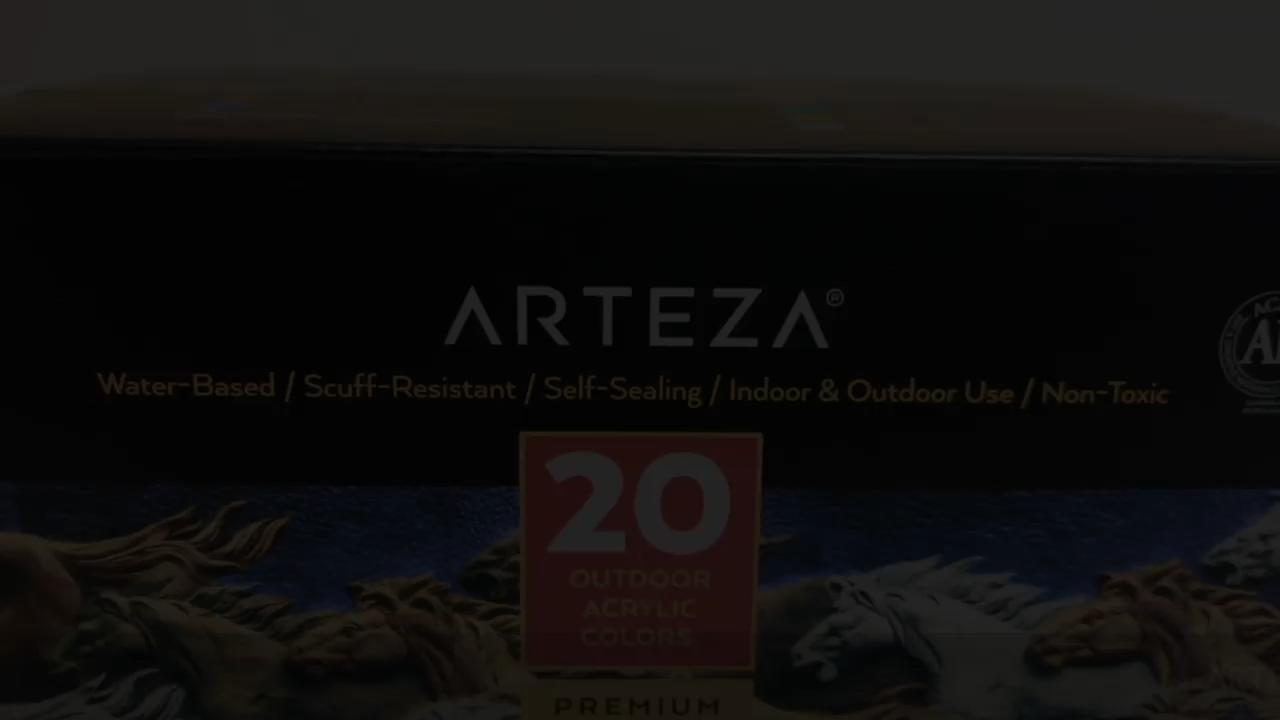 ARTEZA®
Water-Based / Scuff-Resistant / Self-Sealing / Indoor & Outdoor Use / Non-Toxic
20
OUTDOOR
ACRYLIC
COLORS
PREMIUM